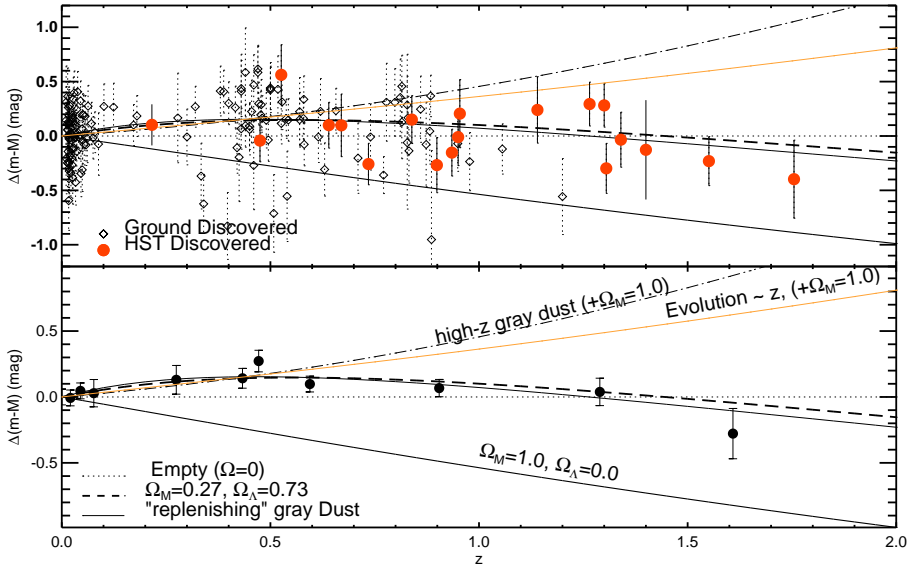 1.0
0.5
0.0
-0.5
-1.0
Δ(m-M) (mag)
Ground Discovered
HST Discovered
high-z gray dust (+Ω_M=1.0)
Evolution ~ z, (+Ω_M=1.0)
0.5
0.0
-0.5
Δ(m-M) (mag)
Ω_M=1.0, Ω_Λ=0.0
Empty (Ω=0)
Ω_M=0.27, Ω_Λ=0.73
"replenishing" gray Dust
0.0 0.5 1.0 1.5 2.0
z